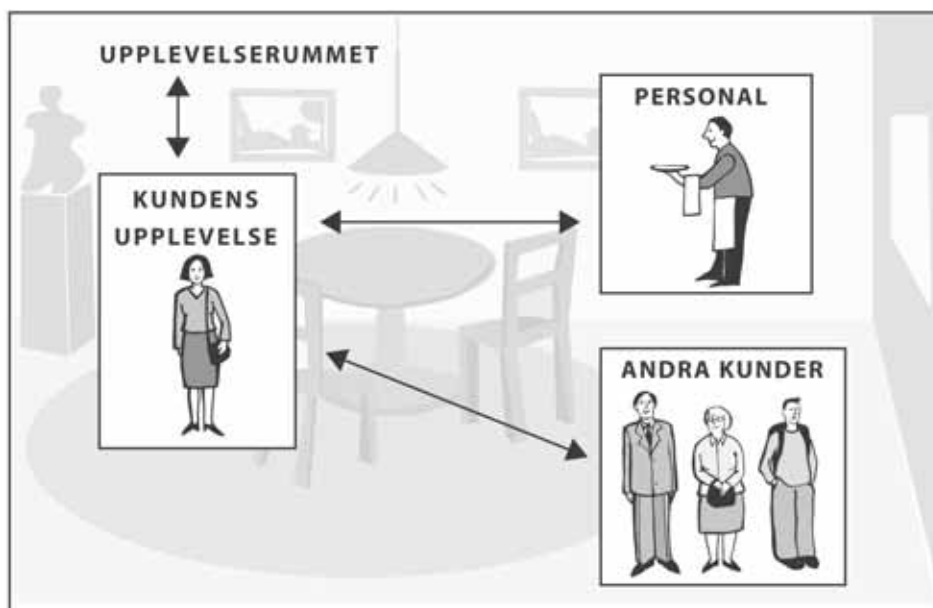 UPPLEVELSERUMMET
KUNDENS
UPPLEVELSE
PERSONAL
ANDRA KUNDER